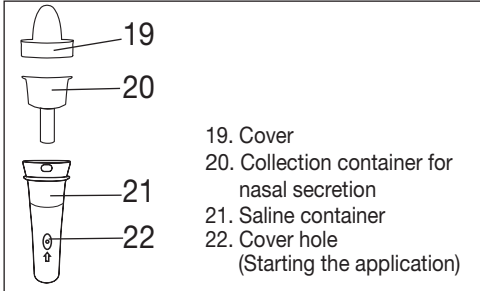 19
20
21
22
19. Cover
20. Collection container for
nasal secretion
21. Saline container
22. Cover hole
(Starting the application)